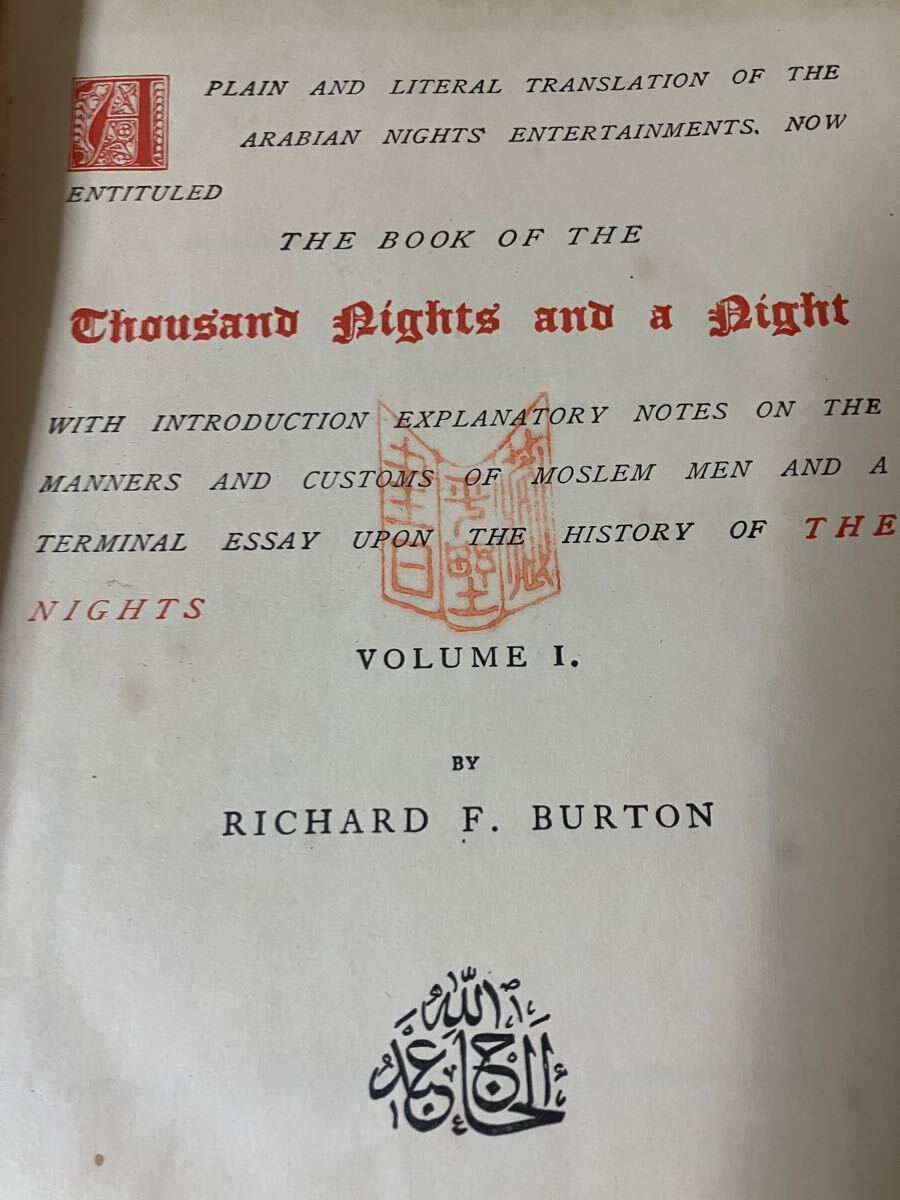 A PLAIN AND LITERAL TRANSLATION OF THE
ARABIAN NIGHTS' ENTERTAINMENTS. NOW
ENTITULED
THE BOOK OF THE
Thousand Nights and a Night
WITH INTRODUCTION EXPLANATORY NOTES ON THE
MANNERS AND CUSTOMS OF MOSLEM MEN AND A
TERMINAL ESSAY UPON THE HISTORY OF THE
NIGHTS
VOLUME I.
BY
RICHARD F. BURTON
الحاج عبد الله